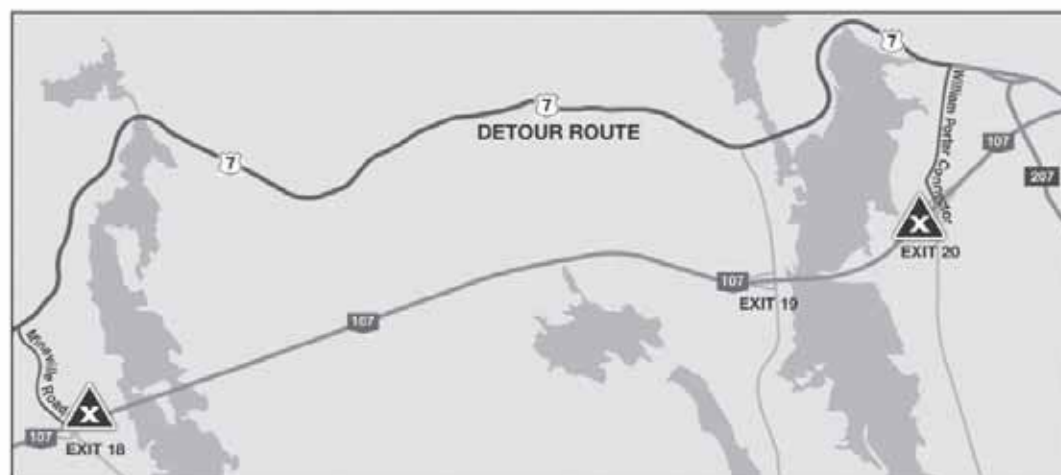 7
7
DETOUR ROUTE
7
William Porter Connector
107
207
X
EXIT 20
107
EXIT 19
107
Mineville Road
X
107
EXIT 18